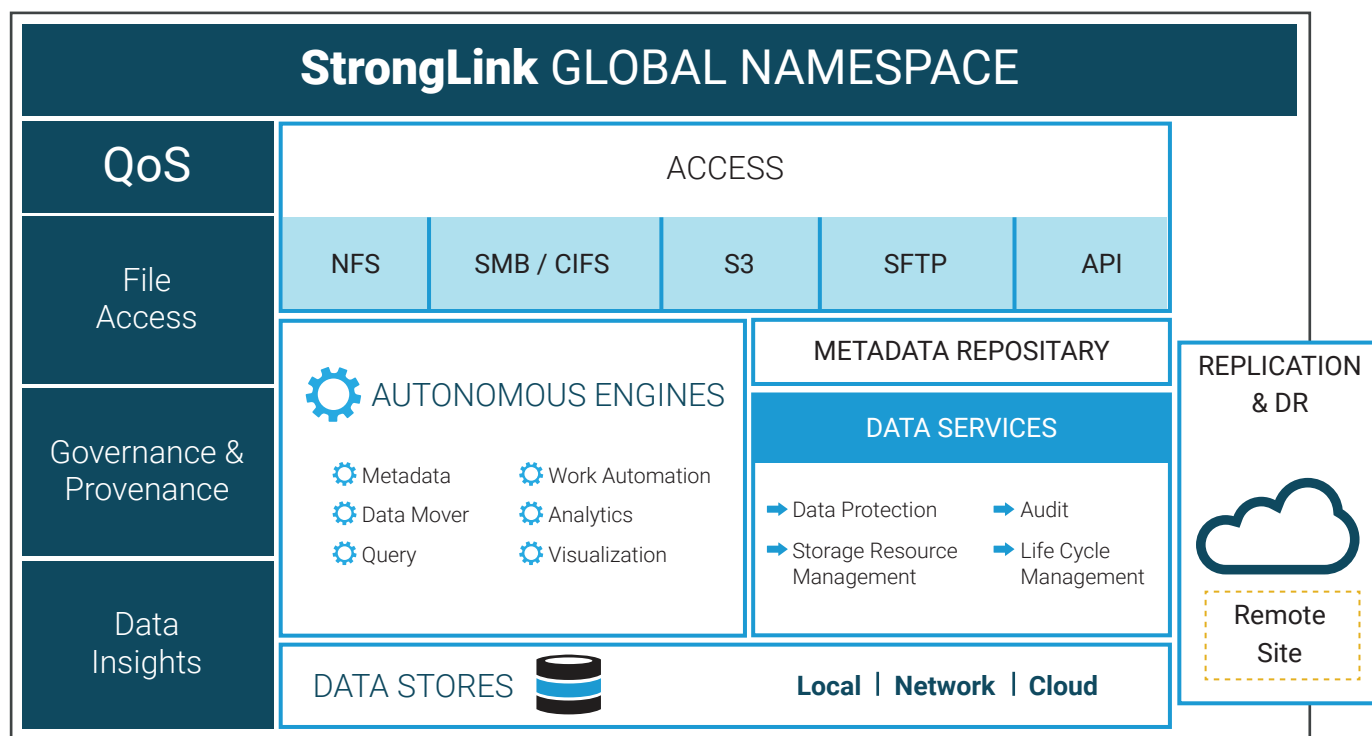 StrongLink GLOBAL NAMESPACE
QoS
File
Access
Governance &
Provenance
Data
Insights
ACCESS
NFS
SMB / CIFS
S3
SFTP
API
AUTONOMOUS ENGINES
Metadata
Data Mover
Query
Work Automation
Analytics
Visualization
METADATA REPOSITARY
DATA SERVICES
Data Protection
Storage Resource
Management
Audit
Life Cycle
Management
DATA STORES
Local | Network | Cloud
REPLICATION
& DR
Remote
Site